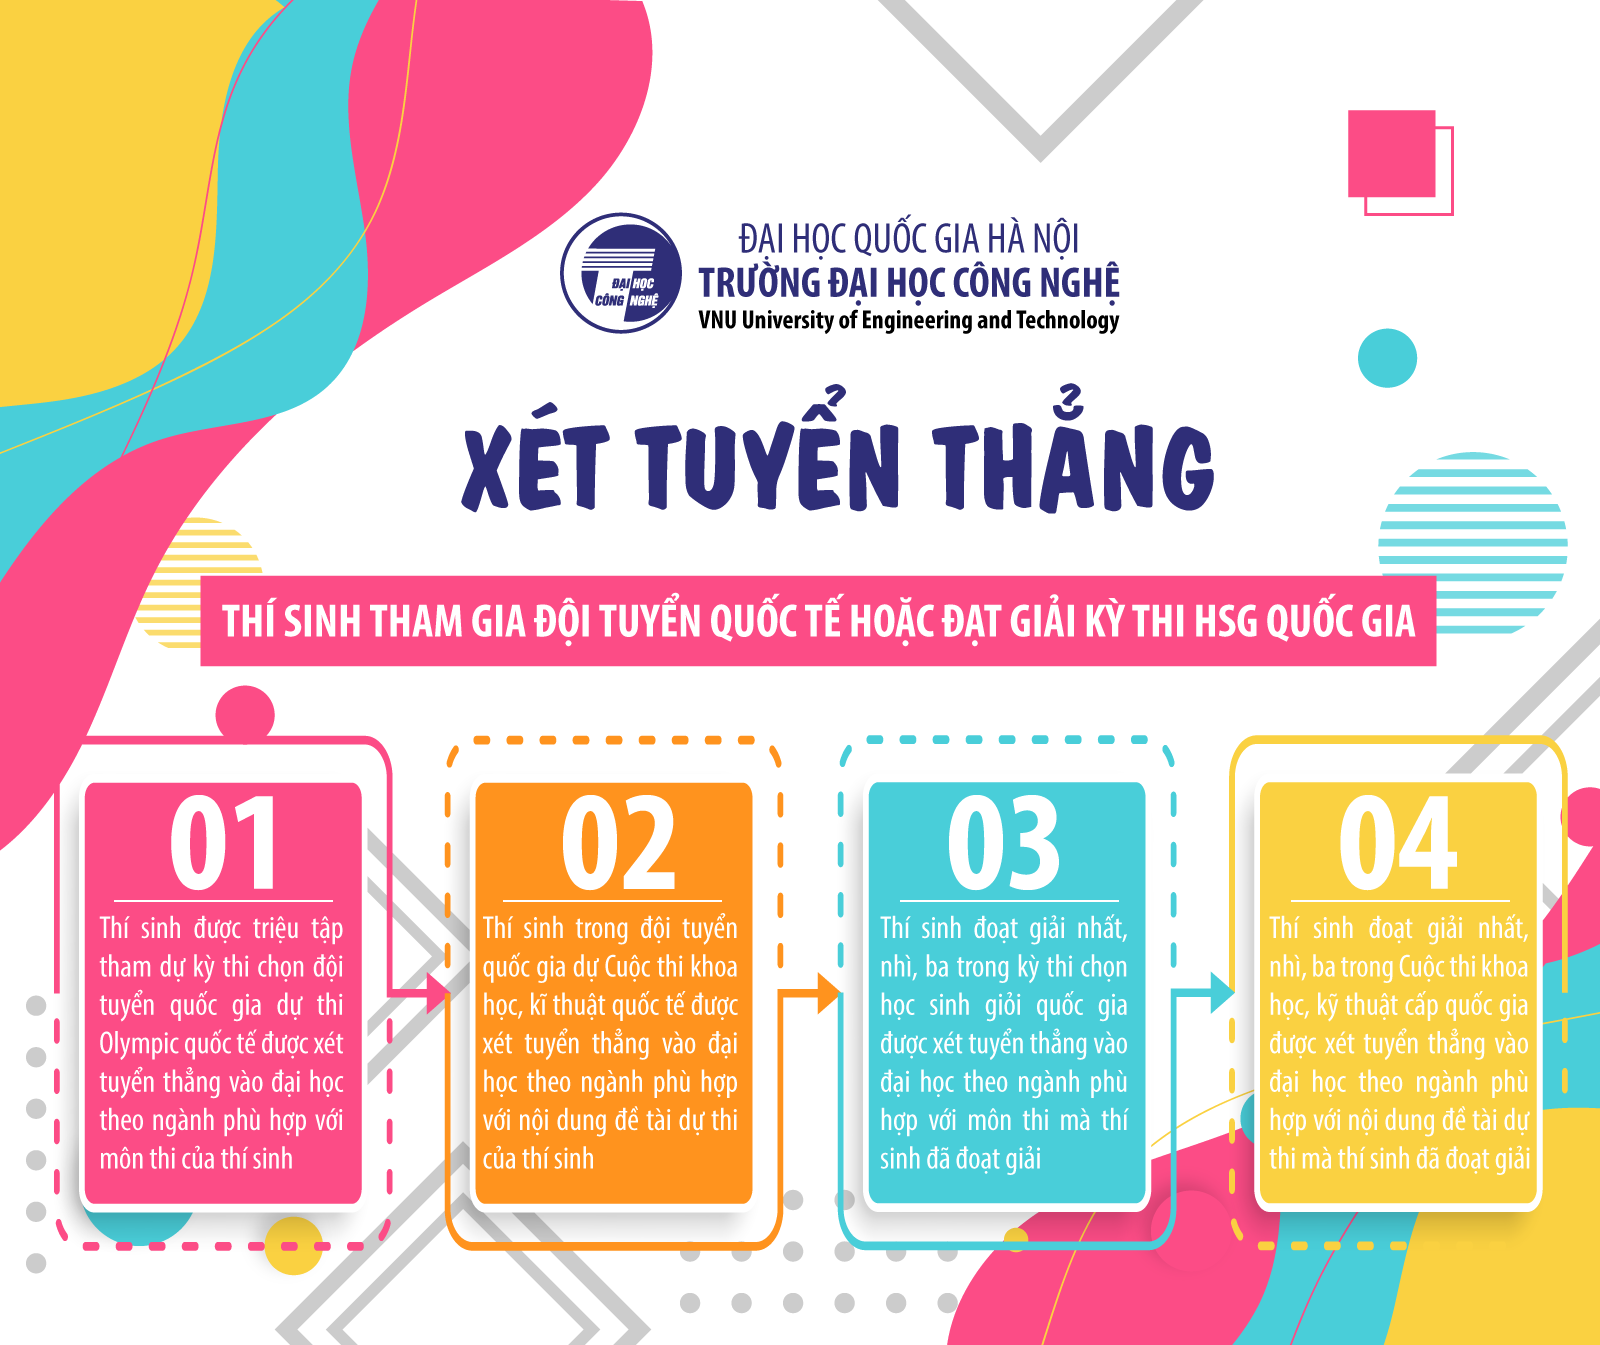 ĐẠI HỌC QUỐC GIA HÀ NỘI
TRƯỜNG ĐẠI HỌC CÔNG NGHỆ
VNU University of Engineering and Technology
ĐẠI HỌC
CÔNG NGHỆ
XÉT TUYỂN THẲNG
THÍ SINH THAM GIA ĐỘI TUYỂN QUỐC TẾ HOẶC ĐẠT GIẢI KỲ THI HSG QUỐC GIA
01
Thí sinh được triệu tập
tham dự kỳ thi chọn đội
tuyển quốc gia dự thi
Olympic quốc tế được xét
tuyển thẳng vào đại học
theo ngành phù hợp với
môn thi của thí sinh
02
Thí sinh trong đội tuyển
quốc gia dự Cuộc thi khoa
học, kĩ thuật quốc tế được
xét tuyển thẳng vào đại
học theo ngành phù hợp
với nội dung đề tài dự thi
của thí sinh
03
Thí sinh đoạt giải nhất,
nhì, ba trong kỳ thi chọn
học sinh giỏi quốc gia
được xét tuyển thẳng vào
đại học theo ngành phù
hợp với môn thi mà thí
sinh đã đoạt giải
04
Thí sinh đoạt giải nhất,
nhì, ba trong Cuộc thi khoa
học, kỹ thuật cấp quốc gia
được xét tuyển thẳng vào
đại học theo ngành phù
hợp với nội dung đề tài dự
thi mà thí sinh đã đoạt giải